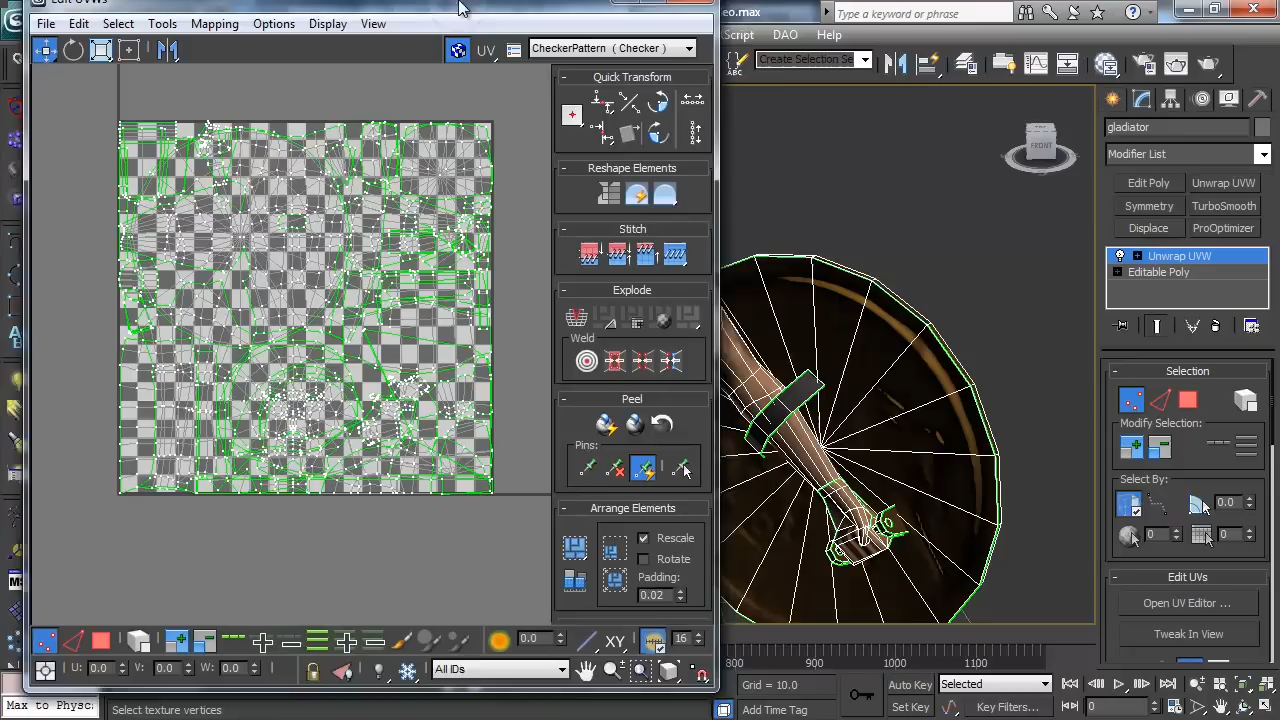 Edit UVWs
eo.max
Type a keyword or phrase
File Edit Select Tools Mapping Options Display View
Script DAO Help
UV
CheckerPattern ( Checker )
ABC
Create Selection Se
Quick Transform
gladiator
FRONT
Modifier List
Reshape Elements
Edit Poly Unwrap UVW
Symmetry TurboSmooth
Stitch
Displace ProOptimizer
Unwrap UVW
Editable Poly
Explode
Weld
Selection
Peel
Modify Selection:
Pins:
Select By:
0.0
Arrange Elements
0 0
Rescale
Rotate
Edit UVs
Padding:
0.02
Open UV Editor ...
Tweak In View
0.0 XY 16
800 900 1000 1100
U: 0.0 V: 0.0 W: 0.0
All IDs
Grid = 10.0
Auto Key
Selected
Max to Physc
Select texture vertices
Add Time Tag
Set Key
Key Filters...
0